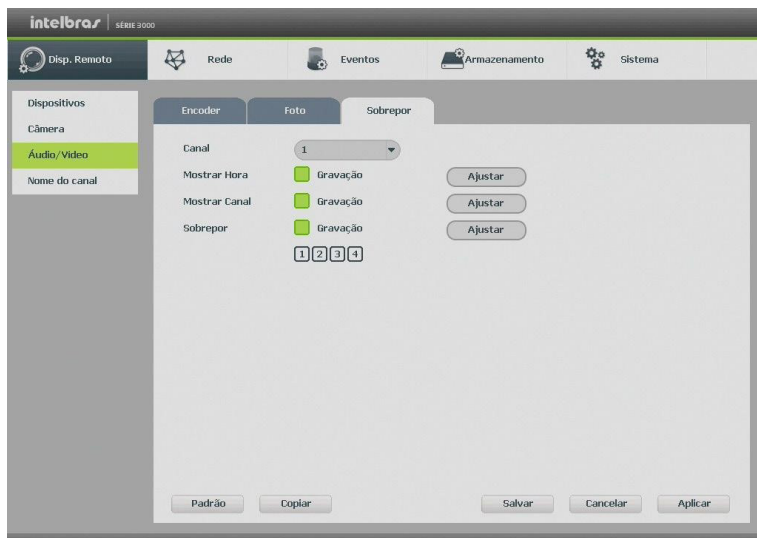 intelbras | SÉRIE 3000
Disp. Remoto
Rede
Eventos
Armazenamento
Sistema
Dispositivos
Câmera
Áudio/Vídeo
Nome do canal
Encoder
Foto
Sobrepor
Canal
1
Mostrar Hora
Gravação
Ajustar
Mostrar Canal
Gravação
Ajustar
Sobrepor
Gravação
Ajustar
1 2 3 4
Padrão
Copiar
Salvar
Cancelar
Aplicar